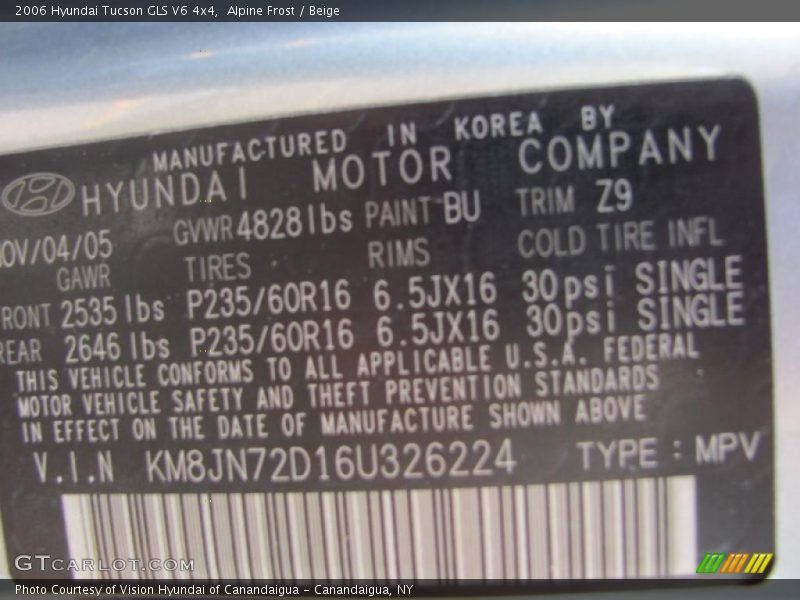 2006 Hyundai Tucson GLS V6 4x4,  Alpine Frost / Beige
MANUFACTURED IN KOREA BY
HYUNDAI MOTOR COMPANY
NOV/04/05 GVWR 4828lbs PAINT BU TRIM Z9
GAWR TIRES RIMS COLD TIRE INFL
FRONT 2535 lbs P235/60R16 6.5JX16 30psi SINGLE
REAR 2646 lbs P235/60R16 6.5JX16 30psi SINGLE
THIS VEHICLE CONFORMS TO ALL APPLICABLE U.S.A. FEDERAL
MOTOR VEHICLE SAFETY AND THEFT PREVENTION STANDARDS
IN EFFECT ON THE DATE OF MANUFACTURE SHOWN ABOVE
V.I.N KM8JN72D16U326224 TYPE : MPV
GTCARLOT.COM
Photo Courtesy of Vision Hyundai of Canandaigua - Canandaigua, NY